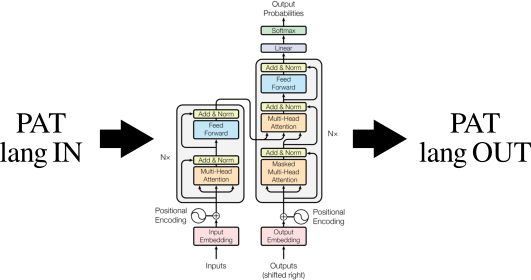 PAT
lang IN
Output
Probabilities
Softmax
Linear
Add & Norm
Feed
Forward
Add & Norm
Multi-Head
Attention
Add & Norm
Masked
Multi-Head
Attention
Nx
Add & Norm
Feed
Forward
Add & Norm
Multi-Head
Attention
Nx
Positional
Encoding
Positional
Encoding
Input
Embedding
Output
Embedding
Inputs
Outputs
(shifted right)
PAT
lang OUT